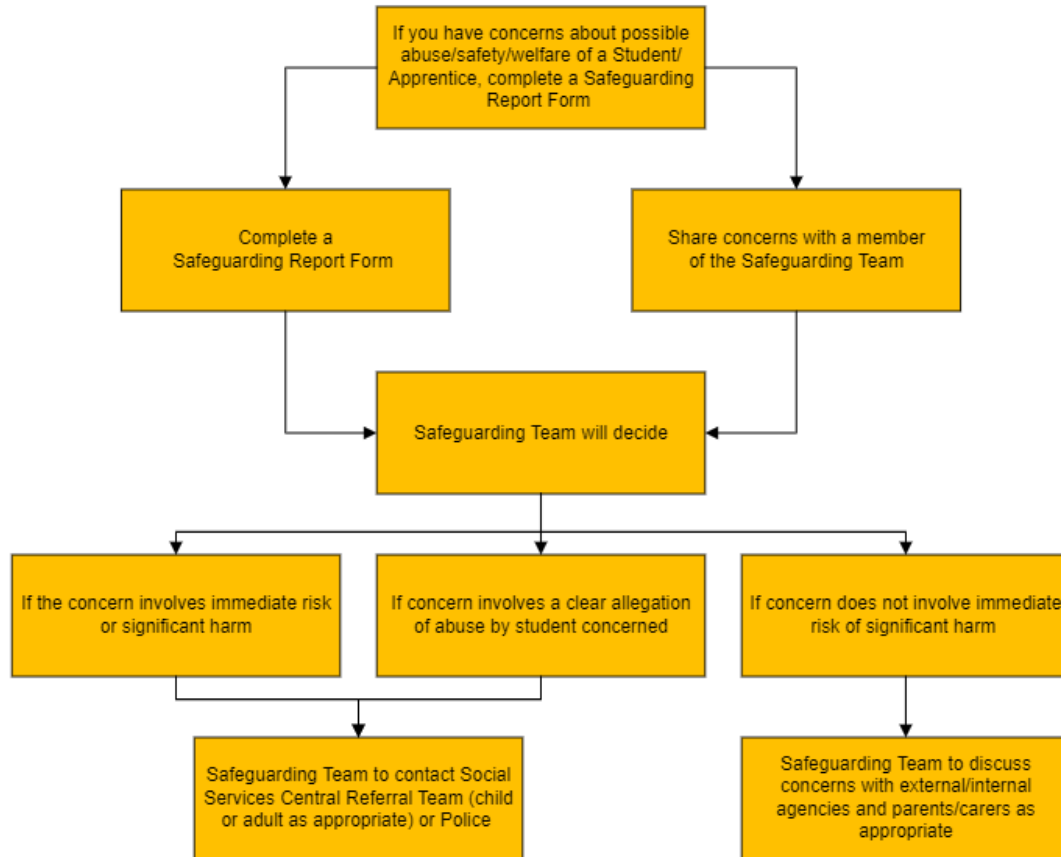 If you have concerns about possible
abuse/safety/welfare of a Student/
Apprentice, complete a Safeguarding
Report Form
Complete a
Safeguarding Report Form
Share concerns with a member
of the Safeguarding Team
Safeguarding Team will decide
If the concern involves immediate risk
or significant harm
If concern involves a clear allegation
of abuse by student concerned
If concern does not involve immediate
risk of significant harm
Safeguarding Team to contact Social
Services Central Referral Team (child
or adult as appropriate) or Police
Safeguarding Team to discuss
concerns with external/internal
agencies and parents/carers as
appropriate